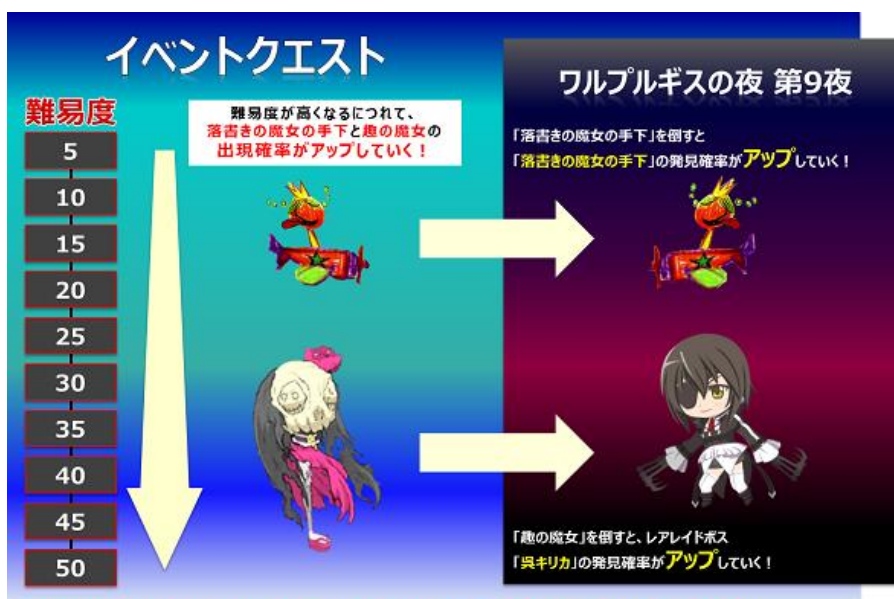 イベントクエスト
難易度
5
10
15
20
25
30
35
40
45
50
難易度が高くなるにつれて、
落書きの魔女の手下と趣の魔女の
出現確率がアップしていく！
ワルプルギスの夜 第9夜
「落書きの魔女の手下」を倒すと
「落書きの魔女の手下」の発見確率がアップしていく！
「趣の魔女」を倒すと、レアレイドボス
「呉キリカ」の発見確率がアップしていく！